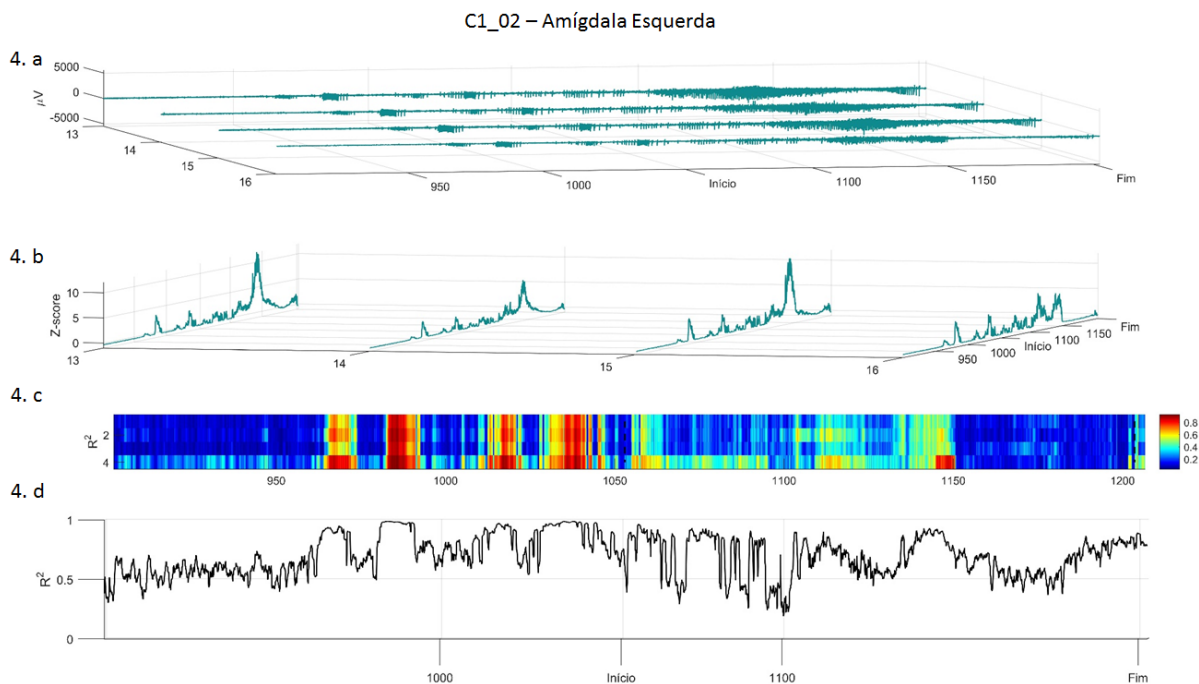 C1_02 – Amígdala Esquerda
4. a
5000
0
-5000
μV
13
14
15
16
950
1000
Início
1100
1150
Fim
4. b
10
5
0
Z-score
13
14
15
16
950
1000
Início
1100
1150
Fim
4. c
R²
2
4
950
1000
1050
1100
1150
1200
0.8
0.6
0.4
0.2
4. d
1
0.5
0
R²
1000
Início
1100
Fim